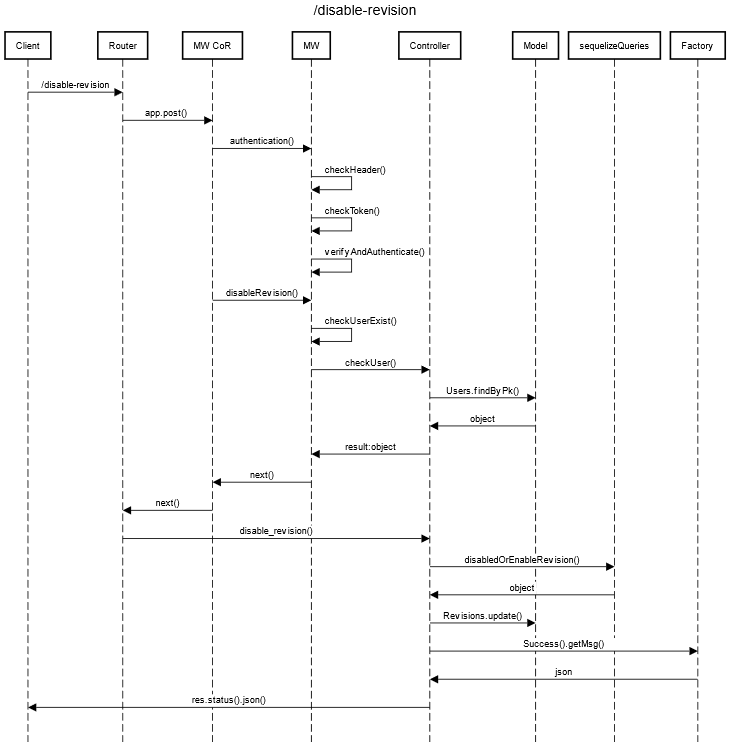 /disable-revision
Client Router MW CoR MW Controller Model sequelizeQueries Factory
/disable-revision
app.post()
authentication()
checkHeader()
checkToken()
verifyAndAuthenticate()
disableRevision()
checkUserExist()
checkUser()
Users.findByPk()
object
result:object
next()
next()
disable_revision()
disabledOrEnableRevision()
object
Revisions.update()
Success().getMsg()
json
res.status().json()